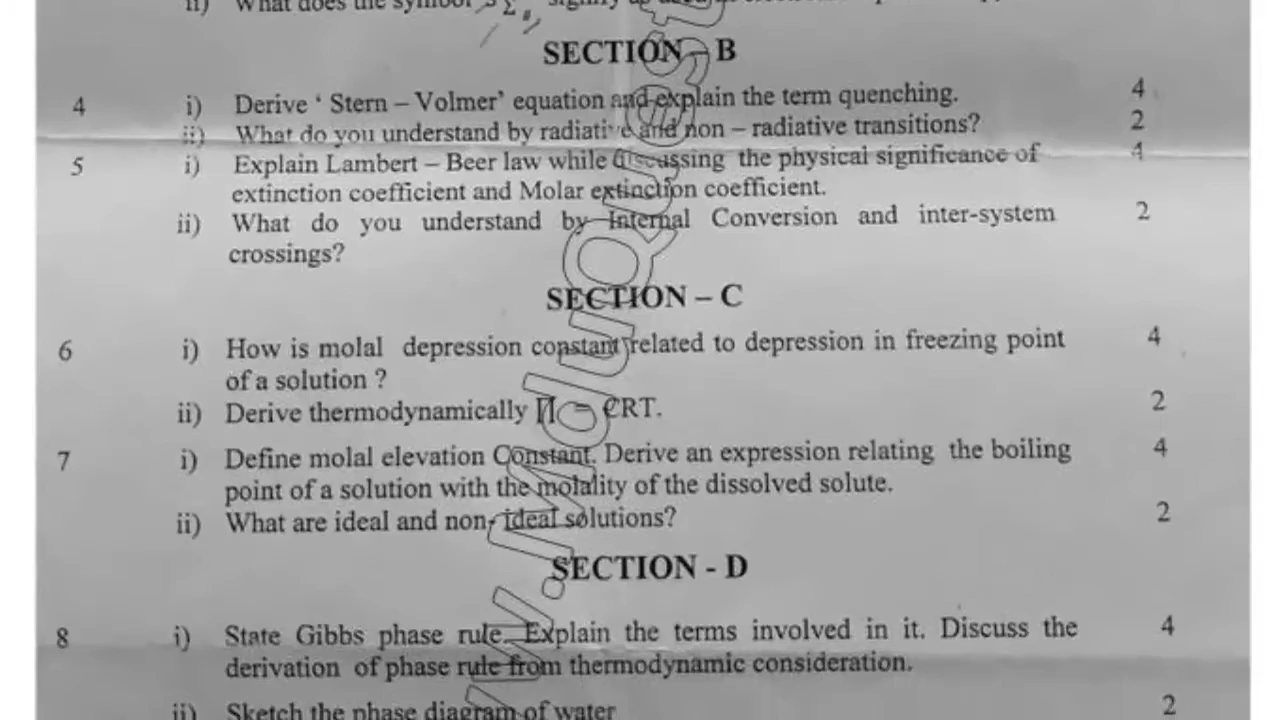 ii) What does the symbol
SECTION – B
4 i) Derive ‘ Stern – Volmer’ equation and explain the term quenching. 4
ii) What do you understand by radiative and non – radiative transitions? 2
5 i) Explain Lambert – Beer law while discussing the physical significance of 4
extinction coefficient and Molar extinction coefficient.
ii) What do you understand by Internal Conversion and inter-system 2
crossings?
SECTION – C
6 i) How is molal depression constant related to depression in freezing point 4
of a solution ?
ii) Derive thermodynamically Π = CRT. 2
7 i) Define molal elevation Constant. Derive an expression relating the boiling 4
point of a solution with the molality of the dissolved solute.
ii) What are ideal and non- ideal solutions? 2
SECTION - D
8 i) State Gibbs phase rule. Explain the terms involved in it. Discuss the 4
derivation of phase rule from thermodynamic consideration.
ii) Sketch the phase diagram of water 2